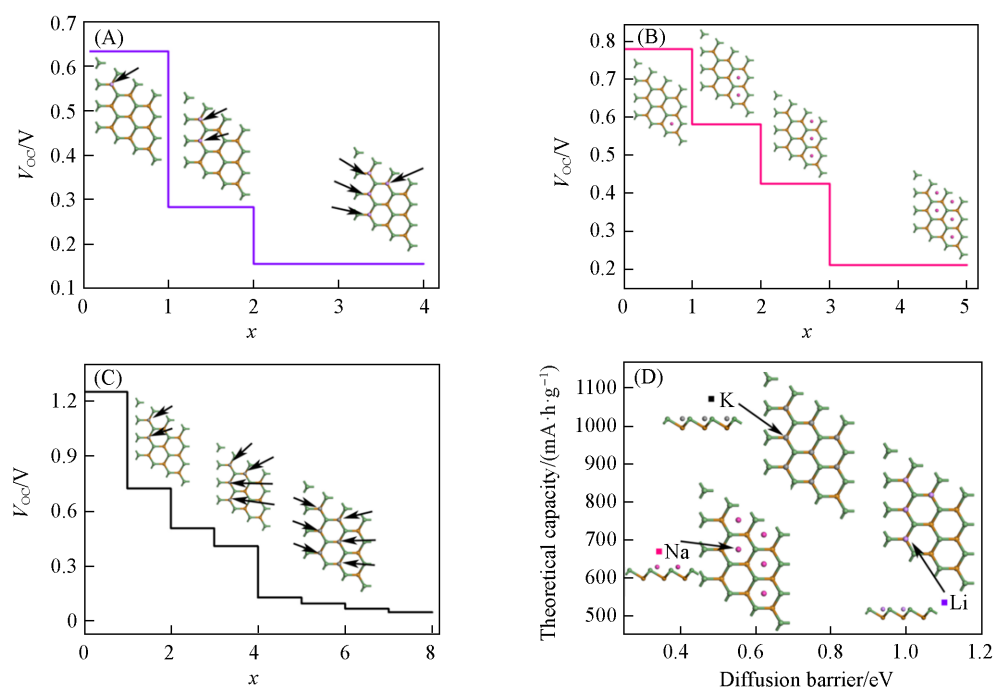 (A)
0.7
0.6
0.5
0.4
0.3
0.2
0.1
V_OC/V
0 1 2 3 4
x
(B)
0.8
0.7
0.6
0.5
0.4
0.3
0.2
V_OC/V
0 1 2 3 4 5
x
(C)
1.2
0.9
0.6
0.3
0
V_OC/V
0 2 4 6 8
x
(D)
1100
1000
900
800
700
600
500
Theoretical capacity/(mA·h·g⁻¹)
K
Na
Li
0.4 0.6 0.8 1.0 1.2
Diffusion barrier/eV